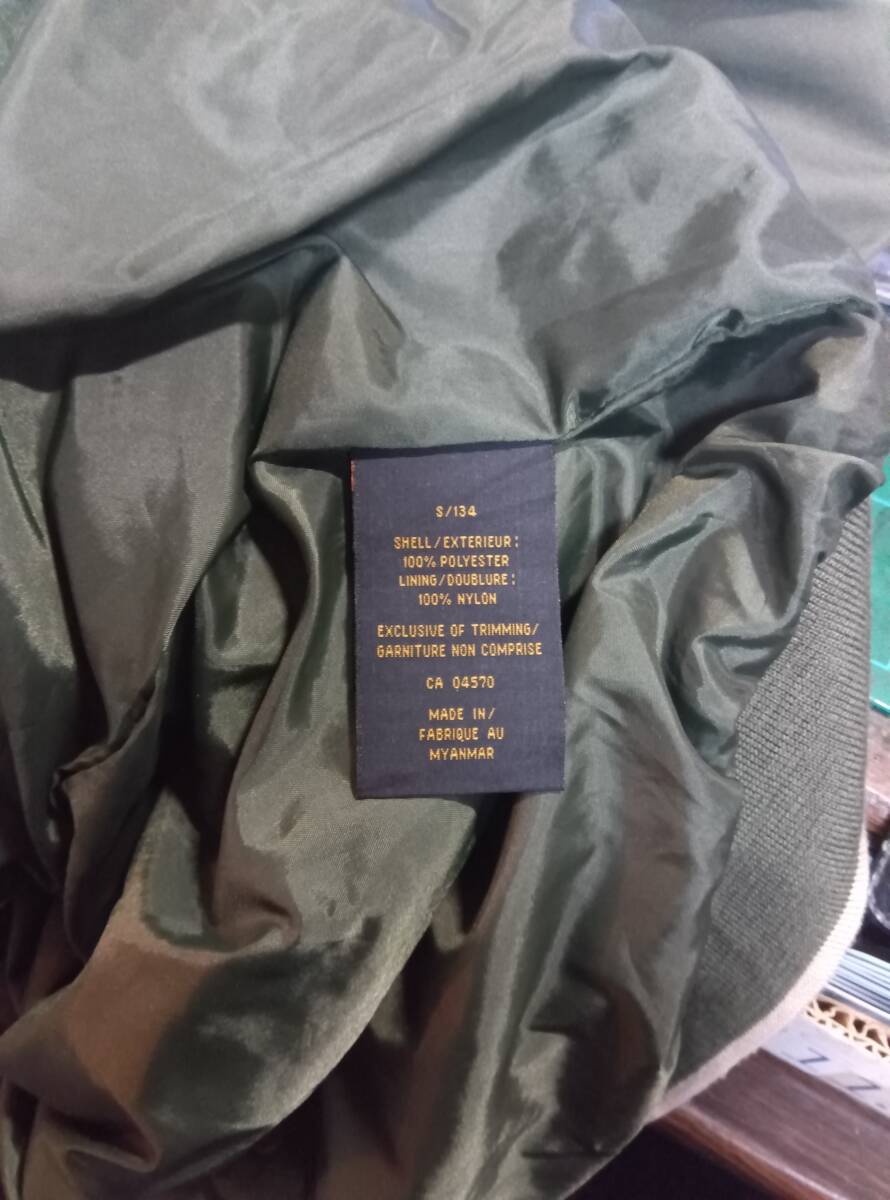 S/134
SHELL/EXTERIEUR:
100% POLYESTER
LINING/DOUBLURE:
100% NYLON
EXCLUSIVE OF TRIMMING/
GARNITURE NON COMPRISE
CA 04570
MADE IN/
FABRIQUE AU
MYANMAR